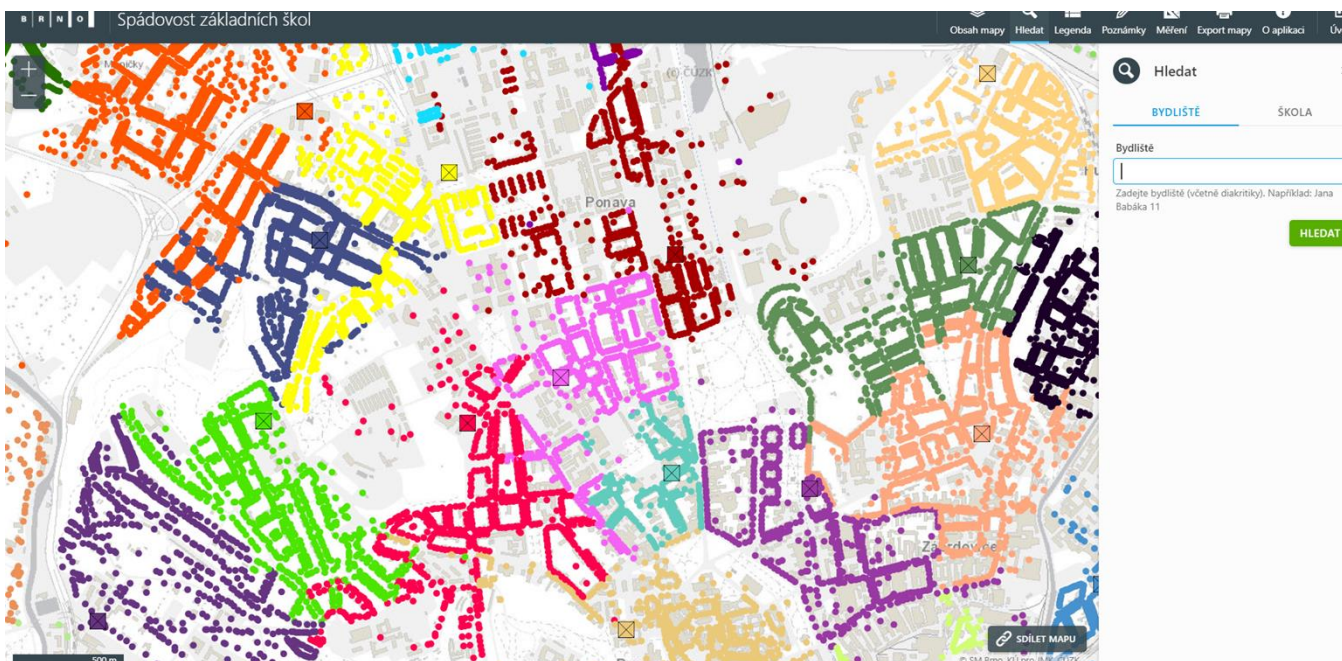 B | R | N | O
Spádovost základních škol
Obsah mapy
Hledat
Legenda
Poznámky
Měření
Export mapy
O aplikaci
(c) ČÚZK
Ponava
500 m
SDÍLET MAPU
Hledat
BYDLIŠTĚ
ŠKOLA
Bydliště
Zadejte bydliště (včetně diakritiky). Například: Jana
Babáka 11
HLEDAT